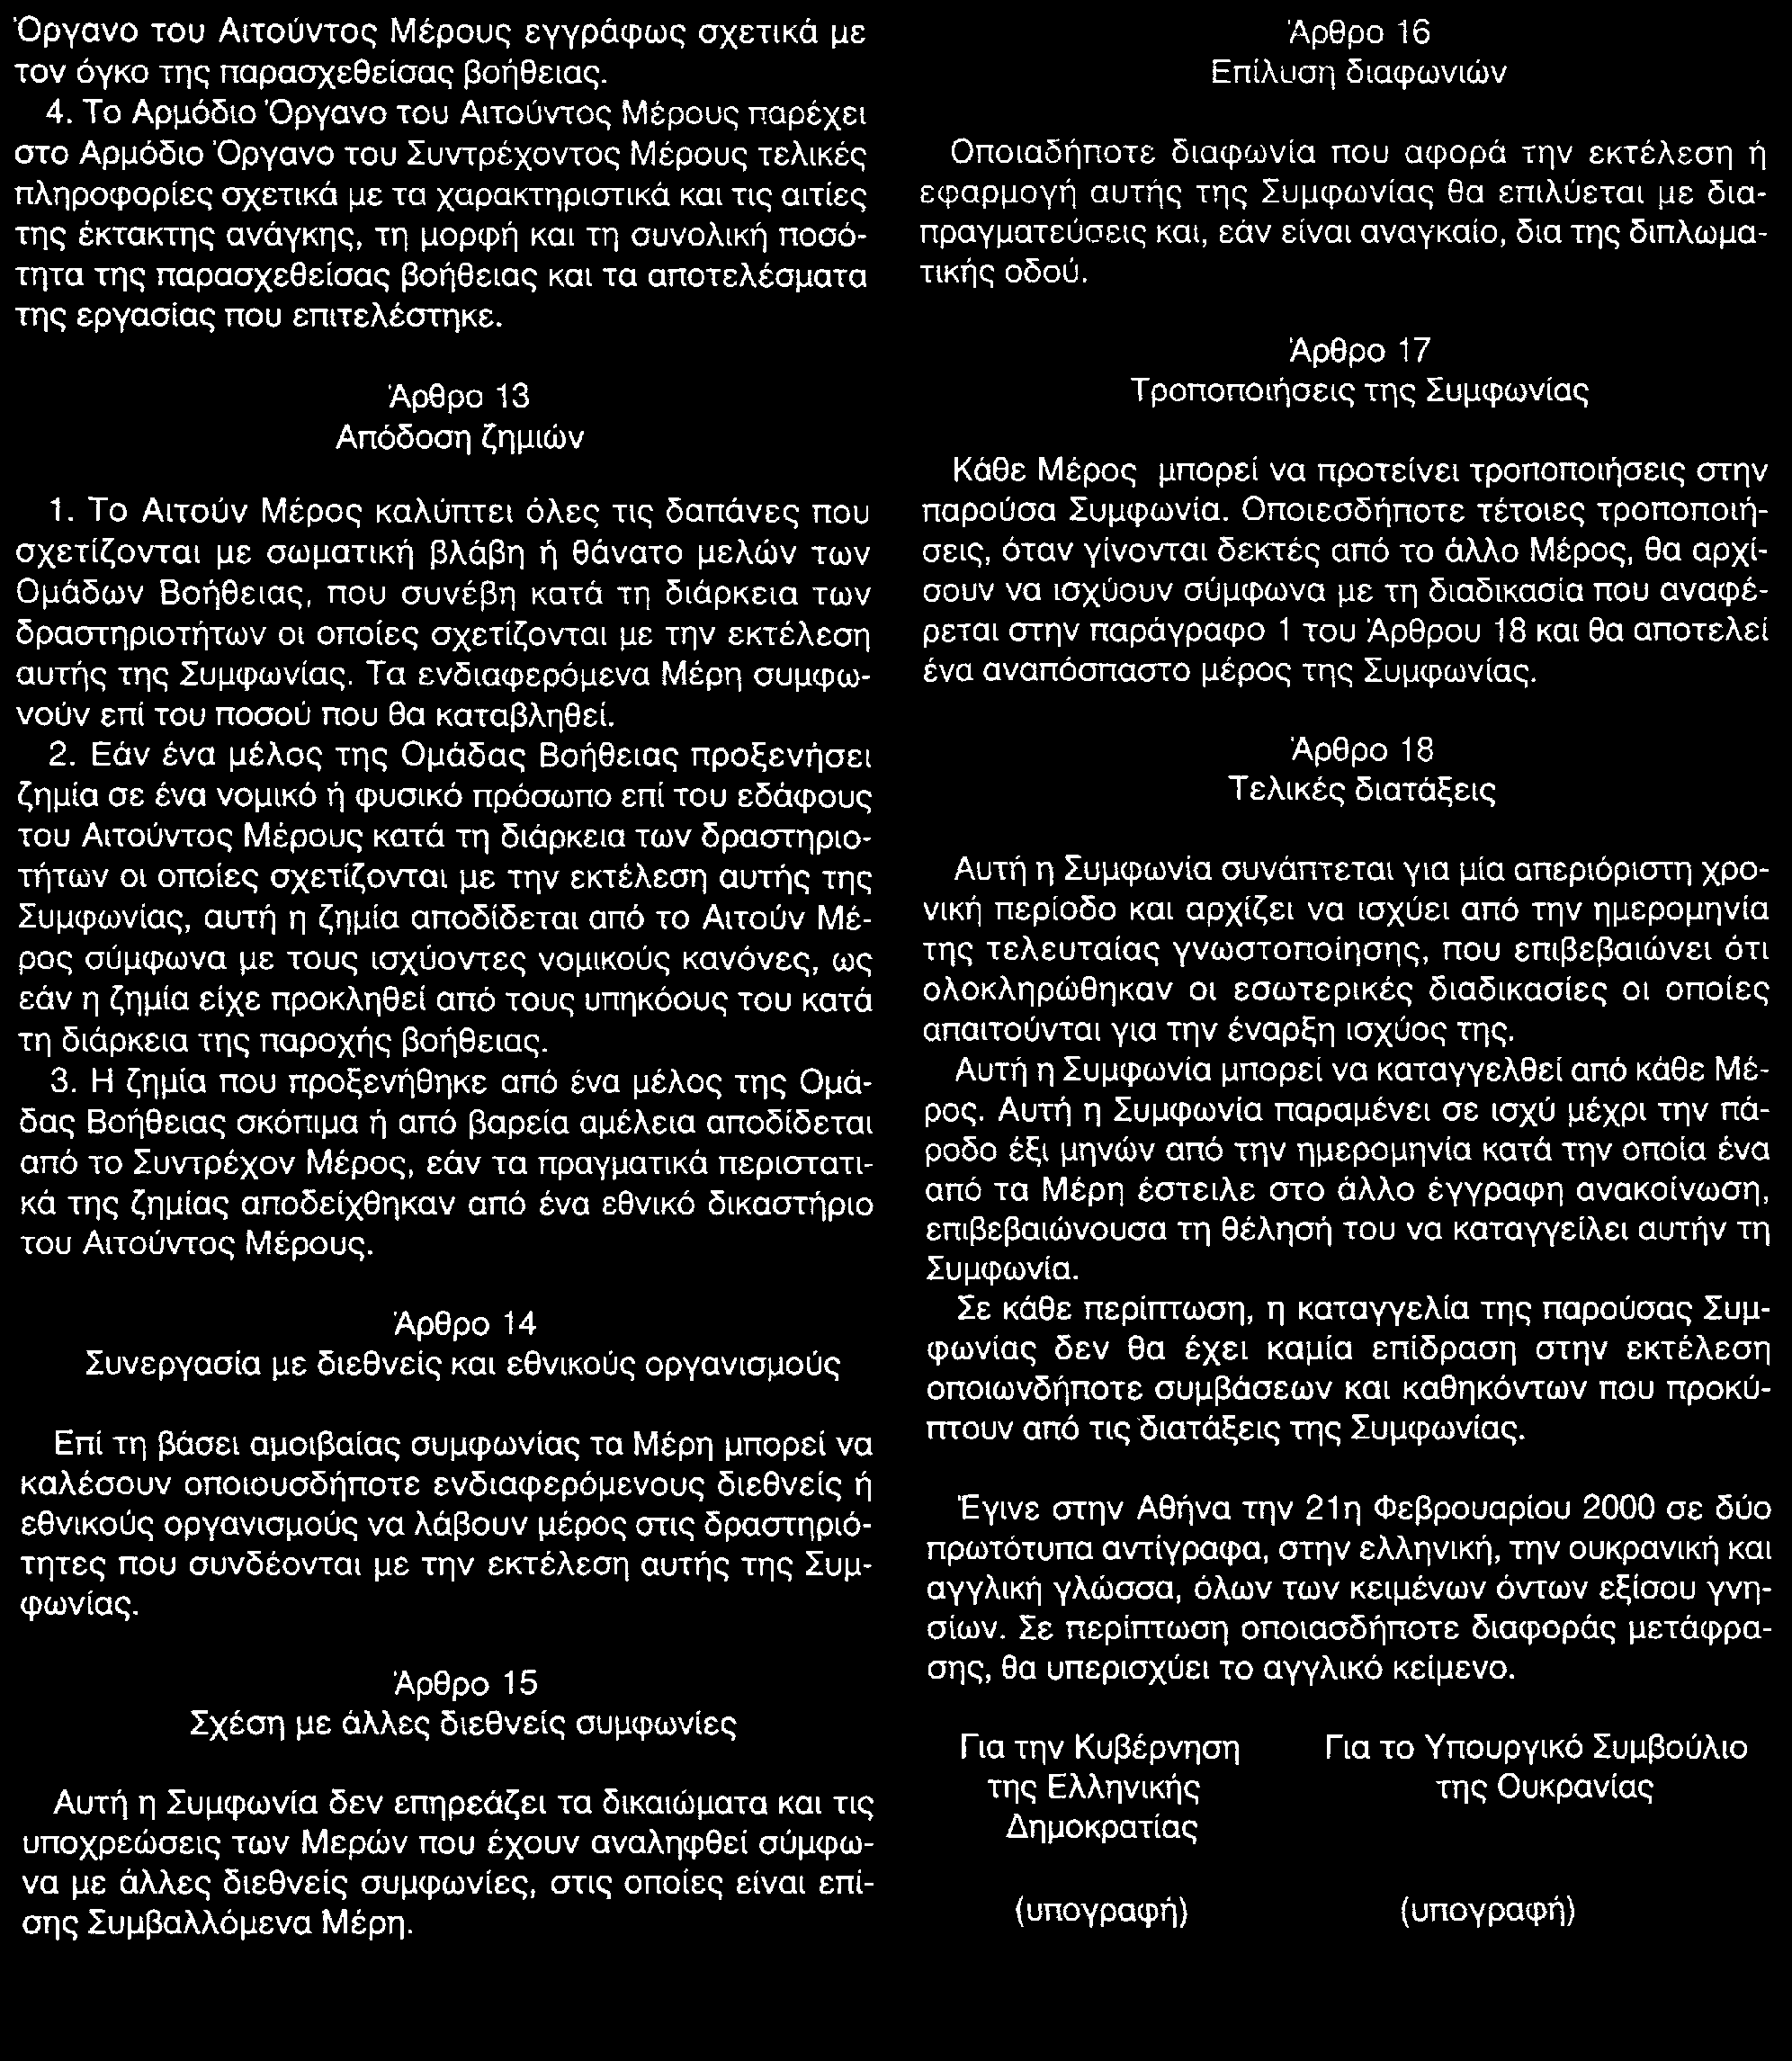 Όργανο του Αιτούντος Μέρους εγγράφως σχετικά με
τον όγκο της παρασχεθείσας βοήθειας.
4. Το Αρμόδιο Όργανο του Αιτούντος Μέρους παρέχει
στο Αρμόδιο Όργανο του Συντρέχοντος Μέρους τελικές
πληροφορίες σχετικά με τα χαρακτηριστικά και τις αιτίες
της έκτακτης ανάγκης, τη μορφή και τη συνολική ποσό-
τητα της παρασχεθείσας βοήθειας και τα αποτελέσματα
της εργασίας που επιτελέστηκε.
Άρθρο 13
Απόδοση ζημιών
1. Το Αιτούν Μέρος καλύπτει όλες τις δαπάνες που
σχετίζονται με σωματική βλάβη ή θάνατο μελών των
Ομάδων Βοήθειας, που συνέβη κατά τη διάρκεια των
δραστηριοτήτων οι οποίες σχετίζονται με την εκτέλεση
αυτής της Συμφωνίας. Τα ενδιαφερόμενα Μέρη συμφω-
νούν επί του ποσού που θα καταβληθεί.
2. Εάν ένα μέλος της Ομάδας Βοήθειας προξενήσει
ζημία σε ένα νομικό ή φυσικό πρόσωπο επί του εδάφους
του Αιτούντος Μέρους κατά τη διάρκεια των δραστηριο-
τήτων οι οποίες σχετίζονται με την εκτέλεση αυτής της
Συμφωνίας, αυτή η ζημία αποδίδεται από το Αιτούν Μέ-
ρος σύμφωνα με τους ισχύοντες νομικούς κανόνες, ως
εάν η ζημία είχε προκληθεί από τους υπηκόους του κατά
τη διάρκεια της παροχής βοήθειας.
3. Η ζημία που προξενήθηκε από ένα μέλος της Ομά-
δας Βοήθειας σκόπιμα ή από βαρεία αμέλεια αποδίδεται
από το Συντρέχον Μέρος, εάν τα πραγματικά περιστατι-
κά της ζημίας αποδείχθηκαν από ένα εθνικό δικαστήριο
του Αιτούντος Μέρους.
Άρθρο 14
Συνεργασία με διεθνείς και εθνικούς οργανισμούς
Επί τη βάσει αμοιβαίας συμφωνίας τα Μέρη μπορεί να
καλέσουν οποιουσδήποτε ενδιαφερόμενους διεθνείς ή
εθνικούς οργανισμούς να λάβουν μέρος στις δραστηριό-
τητες που συνδέονται με την εκτέλεση αυτής της Συμ-
φωνίας.
Άρθρο 15
Σχέση με άλλες διεθνείς συμφωνίες
Αυτή η Συμφωνία δεν επηρεάζει τα δικαιώματα και τις
υποχρεώσεις των Μερών που έχουν αναληφθεί σύμφω-
να με άλλες διεθνείς συμφωνίες, στις οποίες είναι επί-
σης Συμβαλλόμενα Μέρη.
Άρθρο 16
Επίλυση διαφωνιών
Οποιαδήποτε διαφωνία που αφορά την εκτέλεση ή
εφαρμογή αυτής της Συμφωνίας θα επιλύεται με δια-
πραγματεύσεις και, εάν είναι αναγκαίο, δια της διπλωμα-
τικής οδού.
Άρθρο 17
Τροποποιήσεις της Συμφωνίας
Κάθε Μέρος μπορεί να προτείνει τροποποιήσεις στην
παρούσα Συμφωνία. Οποιεσδήποτε τέτοιες τροποποιή-
σεις, όταν γίνονται δεκτές από το άλλο Μέρος, θα αρχί-
σουν να ισχύουν σύμφωνα με τη διαδικασία που αναφέ-
ρεται στην παράγραφο 1 του Άρθρου 18 και θα αποτελεί
ένα αναπόσπαστο μέρος της Συμφωνίας.
Άρθρο 18
Τελικές διατάξεις
Αυτή η Συμφωνία συνάπτεται για μία απεριόριστη χρο-
νική περίοδο και αρχίζει να ισχύει από την ημερομηνία
της τελευταίας γνωστοποίησης, που επιβεβαιώνει ότι
ολοκληρώθηκαν οι εσωτερικές διαδικασίες οι οποίες
απαιτούνται για την έναρξη ισχύος της.
Αυτή η Συμφωνία μπορεί να καταγγελθεί από κάθε Μέ-
ρος. Αυτή η Συμφωνία παραμένει σε ισχύ μέχρι την πά-
ροδο έξι μηνών από την ημερομηνία κατά την οποία ένα
από τα Μέρη έστειλε στο άλλο έγγραφη ανακοίνωση,
επιβεβαιώνουσα τη θέλησή του να καταγγείλει αυτήν τη
Συμφωνία.
Σε κάθε περίπτωση, η καταγγελία της παρούσας Συμ-
φωνίας δεν θα έχει καμία επίδραση στην εκτέλεση
οποιωνδήποτε συμβάσεων και καθηκόντων που προκύ-
πτουν από τις διατάξεις της Συμφωνίας.
Έγινε στην Αθήνα την 21η Φεβρουαρίου 2000 σε δύο
πρωτότυπα αντίγραφα, στην ελληνική, την ουκρανική και
αγγλική γλώσσα, όλων των κειμένων όντων εξίσου γνη-
σίων. Σε περίπτωση οποιασδήποτε διαφοράς μετάφρα-
σης, θα υπερισχύει το αγγλικό κείμενο.
Για την Κυβέρνηση Για το Υπουργικό Συμβούλιο
της Ελληνικής της Ουκρανίας
Δημοκρατίας
(υπογραφή) (υπογραφή)